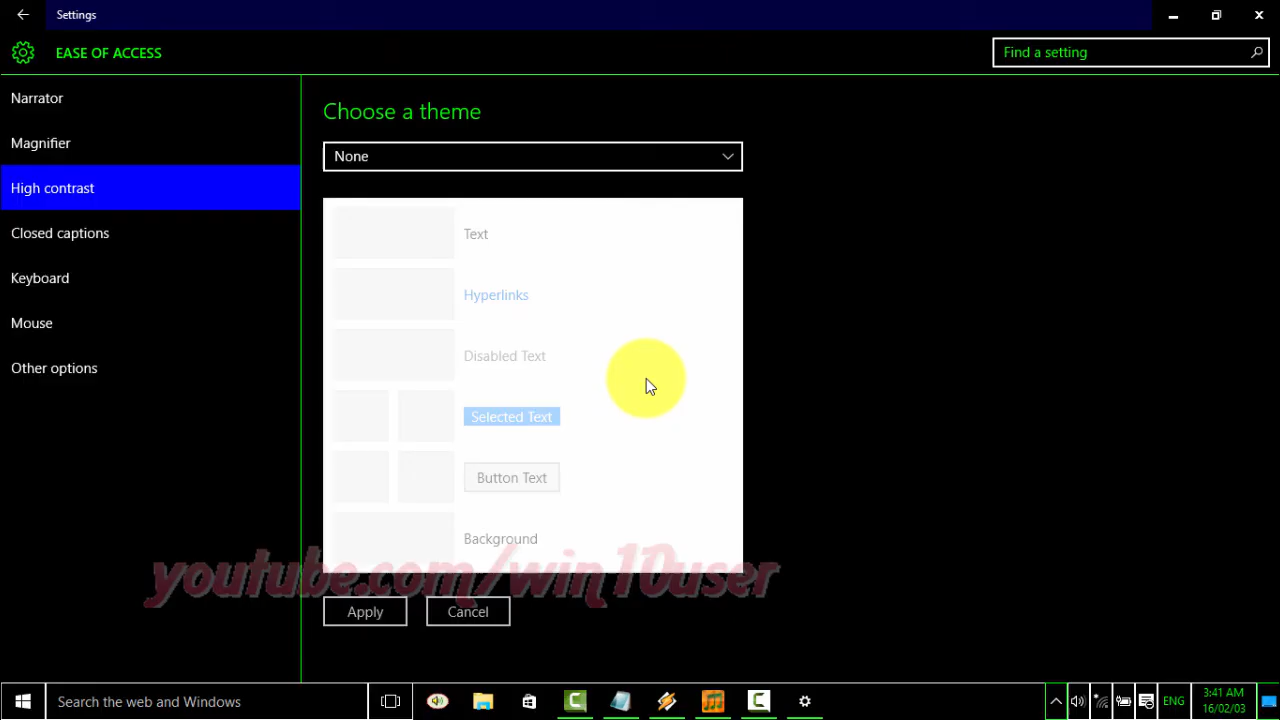 Settings
EASE OF ACCESS
Find a setting
Narrator
Magnifier
High contrast
Closed captions
Keyboard
Mouse
Other options
Choose a theme
None
Text
Hyperlinks
Disabled Text
Selected Text
Button Text
Background
youtube.com/win10user
Apply
Cancel
Search the web and Windows
ENG
3:41 AM
16/02/03